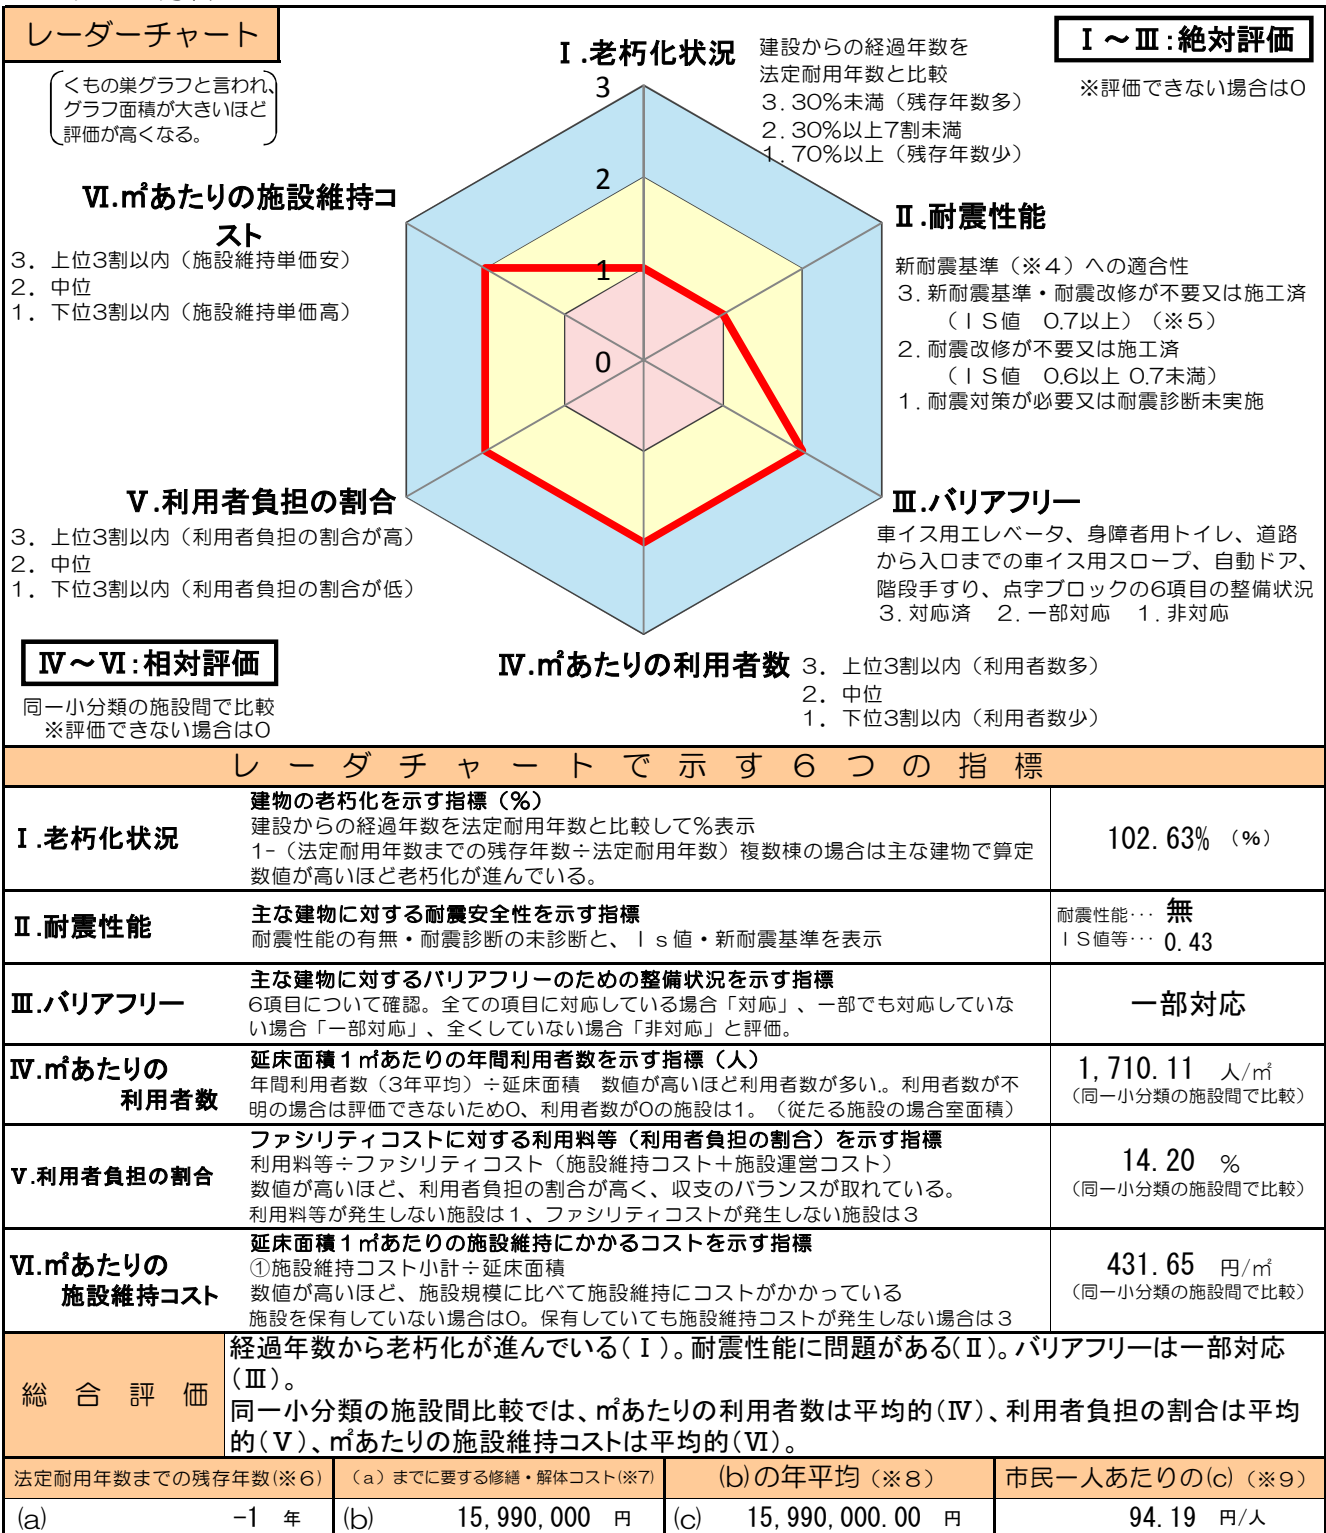 レーダーチャート
くもの巣グラフと言われ、
グラフ面積が大きいほど
評価が高くなる。
Ⅰ～Ⅲ:絶対評価
※評価できない場合は0
Ⅰ.老朽化状況
建設からの経過年数を
法定耐用年数と比較
3.30%未満（残存年数多）
2.30%以上7割未満
1.70%以上（残存年数少）
3
2
1
0
Ⅱ.耐震性能
新耐震基準（※4）への適合性
3.新耐震基準・耐震改修が不要又は施工済
（ＩＳ値　0.7以上）（※5）
2.耐震改修が不要又は施工済
（ＩＳ値　0.6以上 0.7未満）
1.耐震対策が必要又は耐震診断未実施
Ⅵ.㎡あたりの施設維持コ
スト
3．上位3割以内（施設維持単価安）
2．中位
1．下位3割以内（施設維持単価高）
Ⅴ.利用者負担の割合
3．上位3割以内（利用者負担の割合が高）
2．中位
1．下位3割以内（利用者負担の割合が低）
Ⅲ.バリアフリー
車イス用エレベータ、身障者用トイレ、道路
から入口までの車イス用スロープ、自動ドア、
階段手すり、点字ブロックの6項目の整備状況
3.対応済　2.一部対応　1.非対応
Ⅳ～Ⅵ:相対評価
同一小分類の施設間で比較
※評価できない場合は0
Ⅳ.㎡あたりの利用者数
3．上位3割以内（利用者数多）
2．中位
1．下位3割以内（利用者数少）
レーダチャートで示す６つの指標
Ⅰ.老朽化状況
建物の老朽化を示す指標（%）
建設からの経過年数を法定耐用年数と比較して%表示
1-（法定耐用年数までの残存年数÷法定耐用年数）複数棟の場合は主な建物で算定
数値が高いほど老朽化が進んでいる。
102.63% （%）
Ⅱ.耐震性能
主な建物に対する耐震安全性を示す指標
耐震性能の有無・耐震診断の未診断と、Ｉｓ値・新耐震基準を表示
耐震性能… 無
ＩＳ値等… 0.43
Ⅲ.バリアフリー
主な建物に対するバリアフリーのための整備状況を示す指標
6項目について確認。全ての項目に対応している場合「対応」、一部でも対応していな
い場合「一部対応」、全くしていない場合「非対応」と評価。
一部対応
Ⅳ.㎡あたりの
利用者数
延床面積１㎡あたりの年間利用者数を示す指標（人）
年間利用者数（3年平均）÷延床面積　数値が高いほど利用者数が多い。利用者数が不
明の場合は評価できないため0、利用者数が0の施設は1。（従たる施設の場合室面積）
1,710.11 人/㎡
（同一小分類の施設間で比較）
Ⅴ.利用者負担の割合
ファシリティコストに対する利用料等（利用者負担の割合）を示す指標
利用料等÷ファシリティコスト（施設維持コスト＋施設運営コスト）
数値が高いほど、利用者負担の割合が高く、収支のバランスが取れている。
利用料等が発生しない施設は１、ファシリティコストが発生しない施設は３
14.20 %
（同一小分類の施設間で比較）
Ⅵ.㎡あたりの
施設維持コスト
延床面積１㎡あたりの施設維持にかかるコストを示す指標
①施設維持コスト小計÷延床面積
数値が高いほど、施設規模に比べて施設維持にコストがかかっている
施設を保有していない場合は0。保有していても施設維持コストが発生しない場合は３
431.65 円/㎡
（同一小分類の施設間で比較）
総合評価
経過年数から老朽化が進んでいる(Ⅰ)。耐震性能に問題がある(Ⅱ)。バリアフリーは一部対応
(Ⅲ)。
同一小分類の施設間比較では、㎡あたりの利用者数は平均的(Ⅳ)、利用者負担の割合は平均
的(Ⅴ)、㎡あたりの施設維持コストは平均的(Ⅵ)。
法定耐用年数までの残存年数(※6)
（a）までに要する修繕・解体コスト(※7)
(b)の年平均（※8）
市民一人あたりの(c)（※9）
(a) -1 年
(b) 15,990,000 円
(c) 15,990,000.00 円
94.19 円/人